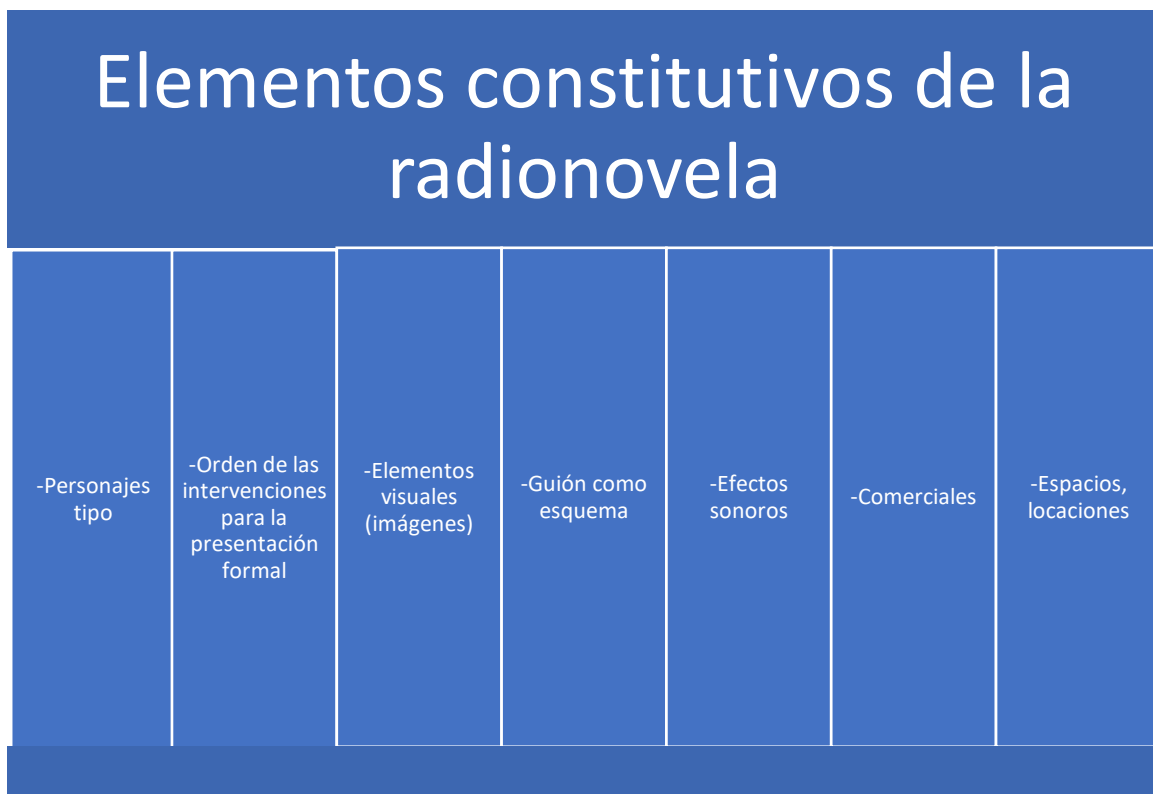 Elementos constitutivos de la
radionovela
-Personajes
tipo
-Orden de las
intervenciones
para la
presentación
formal
-Elementos
visuales
(imágenes)
-Guión como
esquema
-Efectos
sonoros
-Comerciales
-Espacios,
locaciones